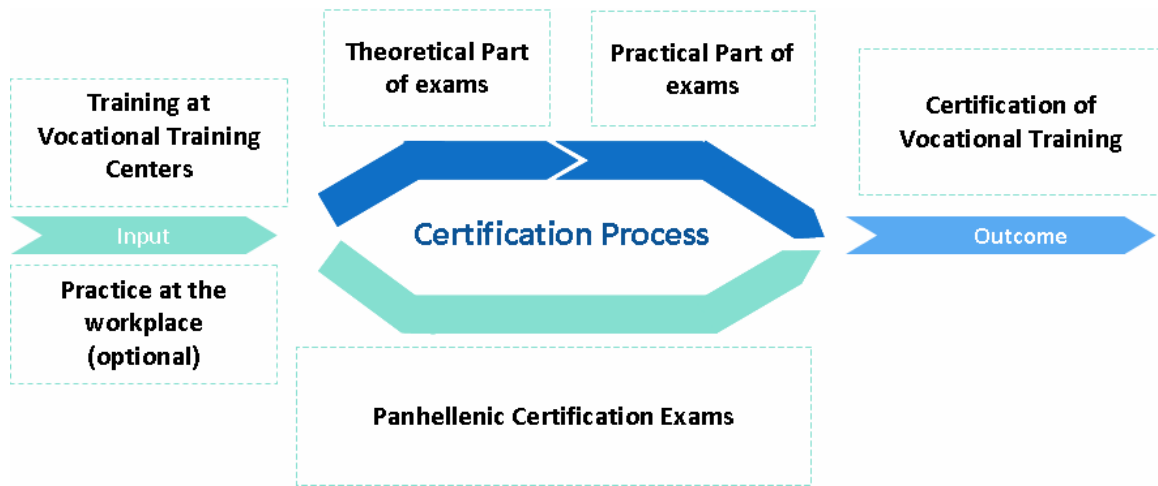 Training at
Vocational Training
Centers
Input
Practice at the
workplace
(optional)
Theoretical Part
of exams
Practical Part of
exams
Certification Process
Panhellenic Certification Exams
Certification of
Vocational Training
Outcome